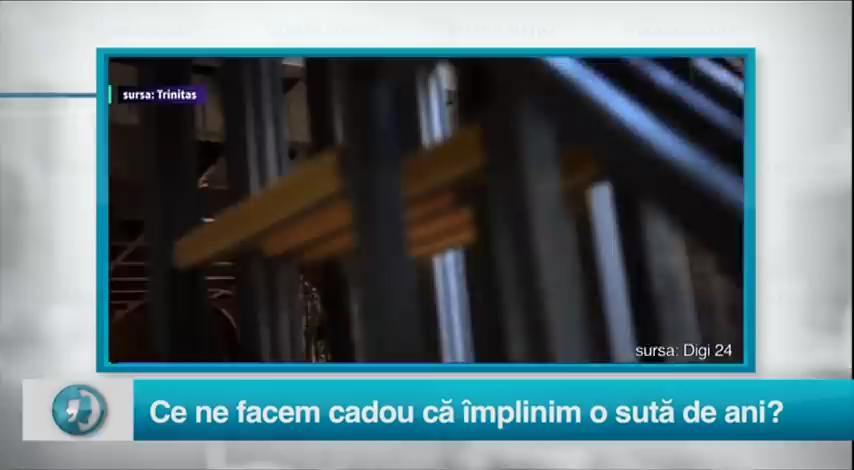 sursa: Trinitas
sursa: Digi 24
Ce ne facem cadou că împlinim o sută de ani?